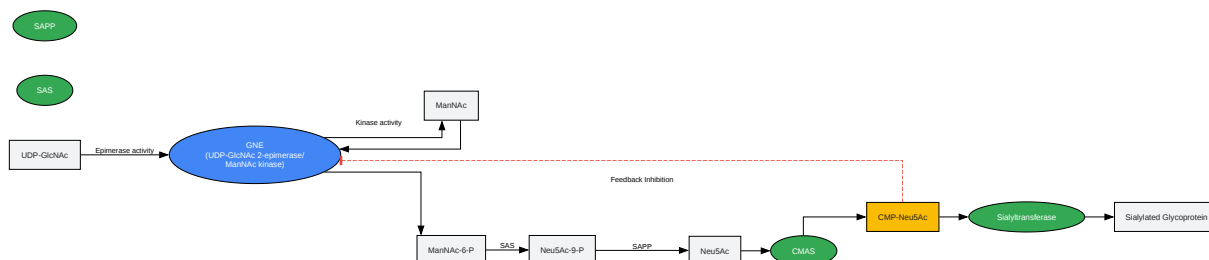 SAPP
SAS
ManNAc
Kinase activity
GNE
(UDP-GlcNAc 2-epimerase/
ManNAc kinase)
UDP-GlcNAc
Epimerase activity
Feedback Inhibition
CMP-Neu5Ac
Sialyltransferase
Sialylated Glycoprotein
ManNAc-6-P
SAS
Neu5Ac-9-P
SAPP
Neu5Ac
CMAS